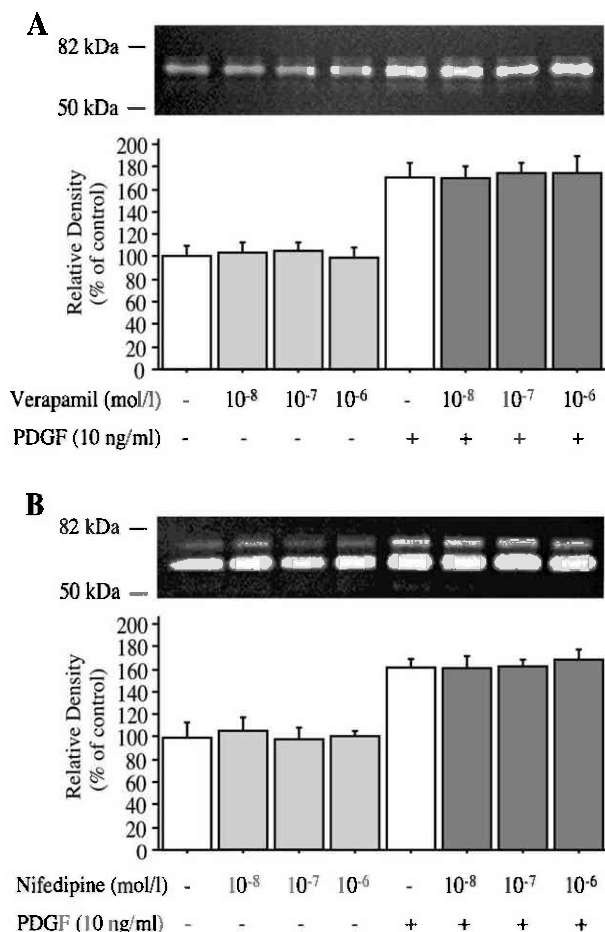 A
82 kDa —
50 kDa —
Relative Density
(% of control)
200
180
160
140
120
100
80
60
40
20
0
Verapamil (mol/l) - 10⁻⁸ 10⁻⁷ 10⁻⁶ - 10⁻⁸ 10⁻⁷ 10⁻⁶
PDGF (10 ng/ml) - - - - + + + +
B
82 kDa —
50 kDa —
Relative Density
(% of control)
200
180
160
140
120
100
80
60
40
20
0
Nifedipine (mol/l) - 10⁻⁸ 10⁻⁷ 10⁻⁶ - 10⁻⁸ 10⁻⁷ 10⁻⁶
PDGF (10 ng/ml) - - - - + + + +